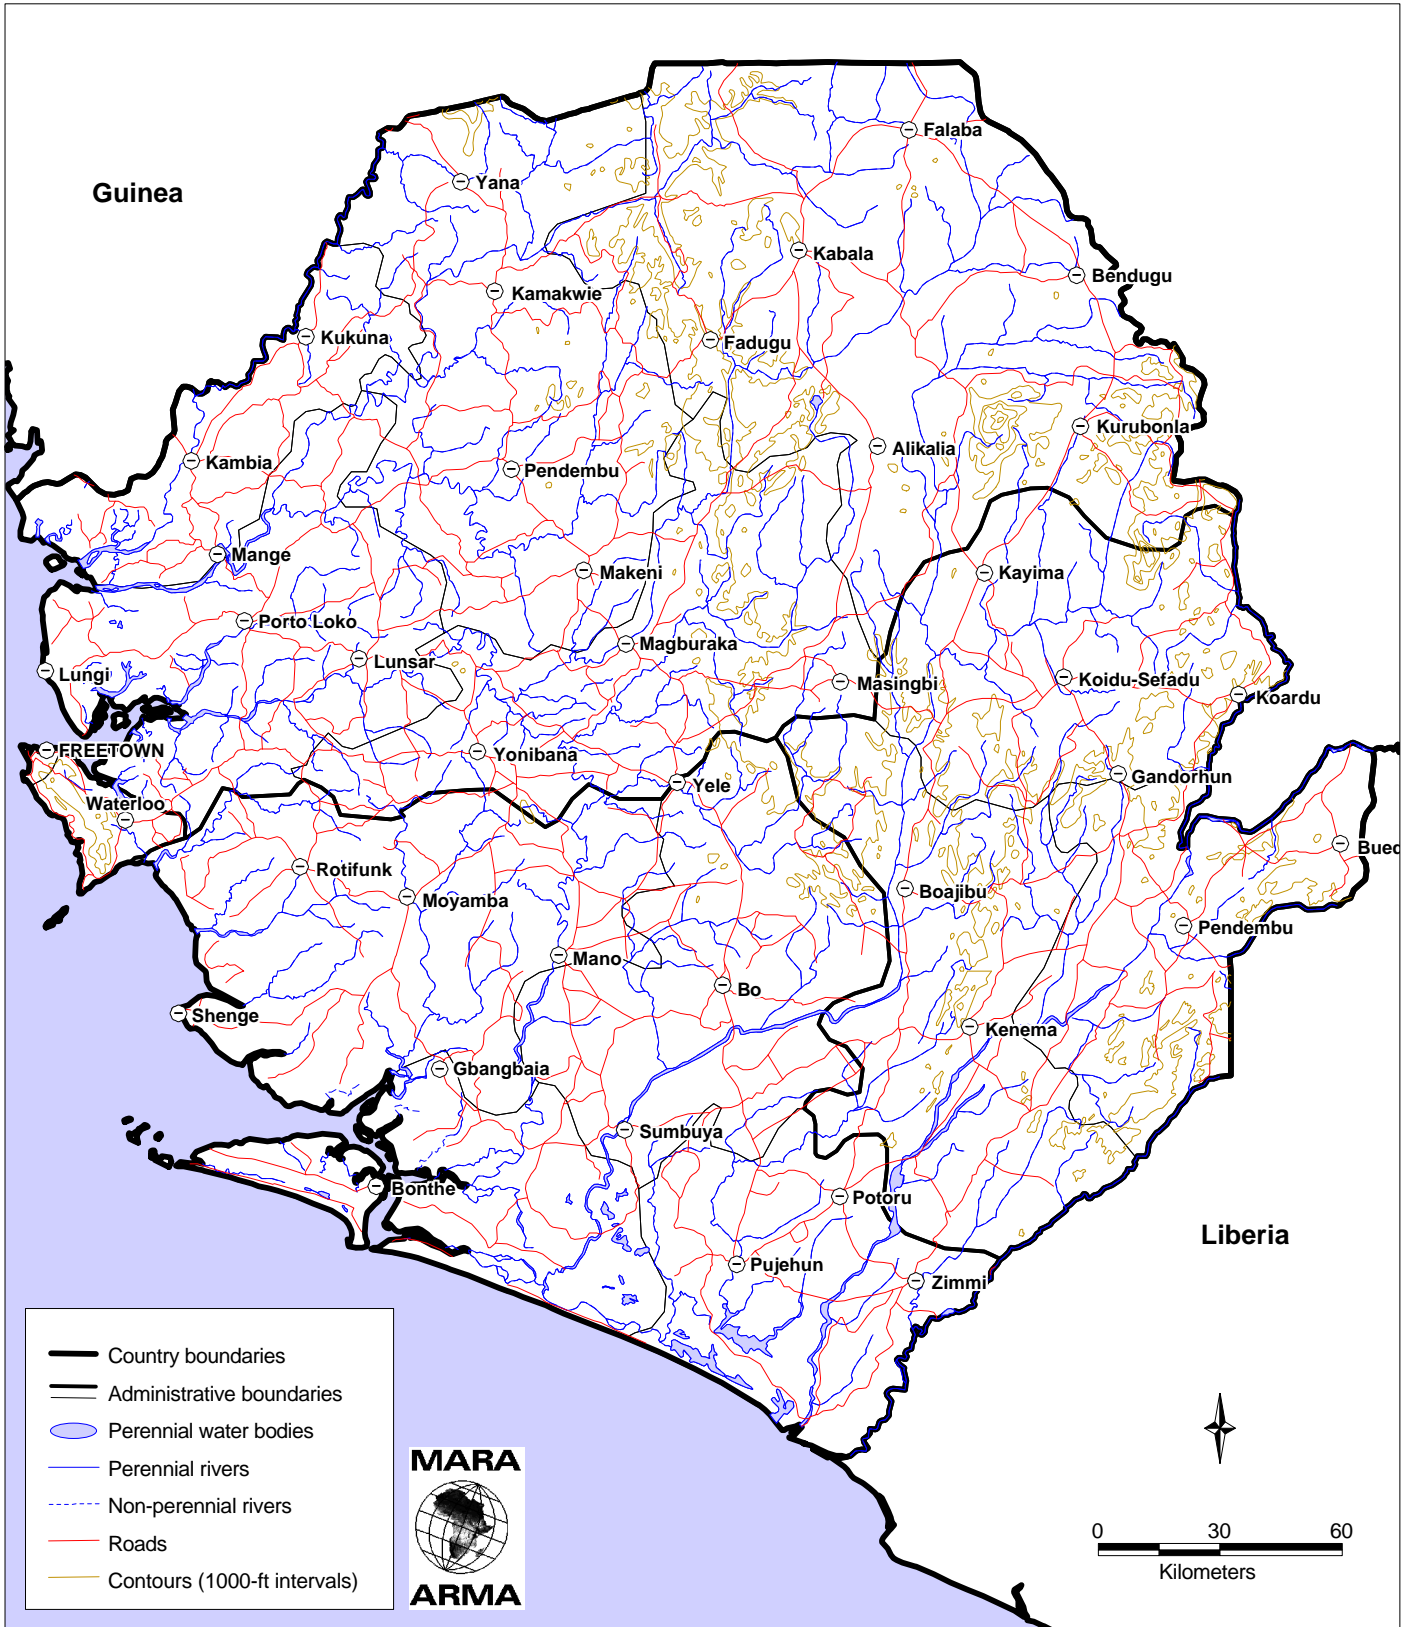 Guinea
Falaba
Yana
Kabala
Bendugu
Kamakwie
Kukuna
Fadugu
Kurubonla
Alikalia
Kambia
Pendembu
Mange
Makeni
Kayima
Porto Loko
Magburaka
Lunsar
Lungi
Masingbi
Koidu-Sefadu
Koardu
FREETOWN
Yonibana
Gandorhun
Yele
Waterloo
Bued
Rotifunk
Boajibu
Moyamba
Pendembu
Mano
Bo
Shenge
Kenema
Gbangbaia
Sumbuya
Bonthe
Potoru
Liberia
Pujehun
Zimmi
Country boundaries
Administrative boundaries
Perennial water bodies
Perennial rivers
Non-perennial rivers
Roads
Contours (1000-ft intervals)
MARA
ARMA
0 30 60
Kilometers